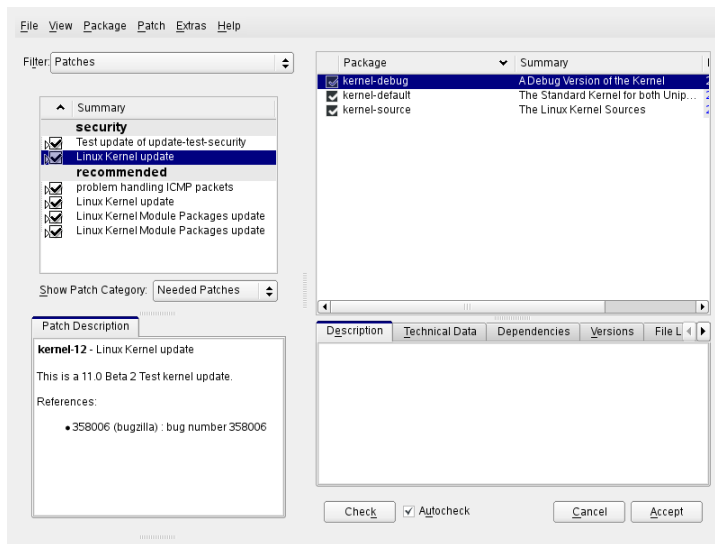 File View Package Patch Extras Help
Filter: Patches
Summary
security
Test update of update-test-security
Linux Kernel update
recommended
problem handling ICMP packets
Linux Kernel update
Linux Kernel Module Packages update
Linux Kernel Module Packages update
Show Patch Category: Needed Patches
Patch Description
kernel-12 - Linux Kernel update
This is a 11.0 Beta 2 Test kernel update.
References:
• 358006 (bugzilla) : bug number 358006
Package Summary
kernel-debug A Debug Version of the Kernel
kernel-default The Standard Kernel for both Unip...
kernel-source The Linux Kernel Sources
Description Technical Data Dependencies Versions File L
Check Autocheck Cancel Accept